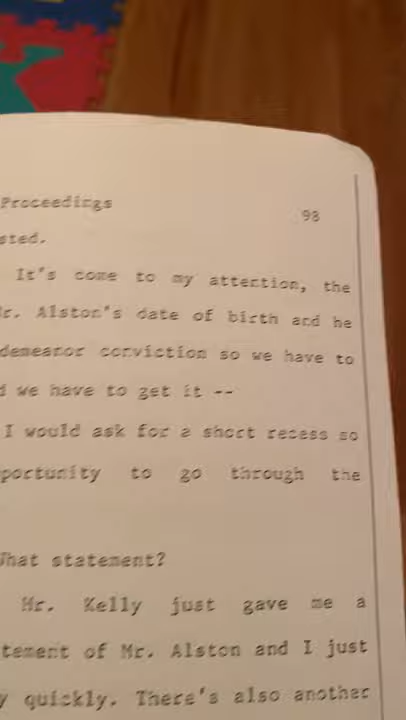 Proceedings 98
sted.
It's come to my attention, the
Mr. Alston's date of birth and he
demeanor conviction so we have to
d we have to get it --
I would ask for a short recess so
portunity to go through the
What statement?
Mr. Kelly just gave me a
tement of Mr. Alston and I just
y quickly. There's also another